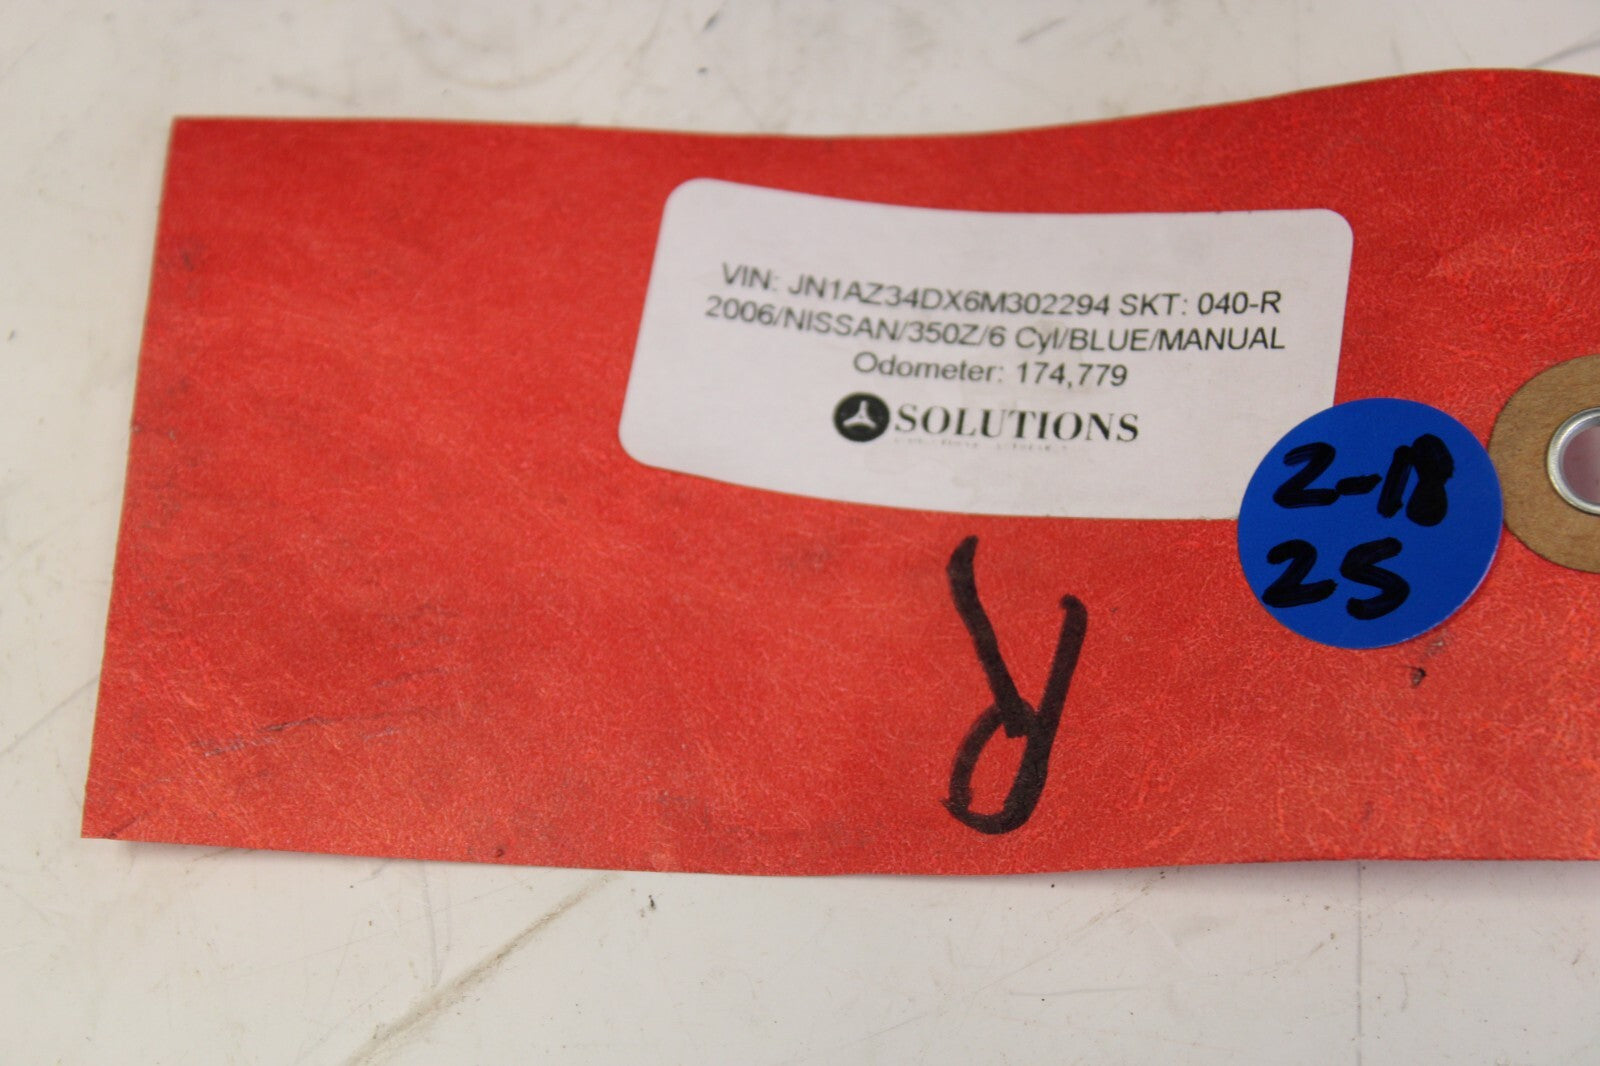 VIN: JN1AZ34DX6M302294 SKT: 040-R
2006/NISSAN/350Z/6 Cyl/BLUE/MANUAL
Odometer: 174,779
SOLUTIONS
2-18
25
R